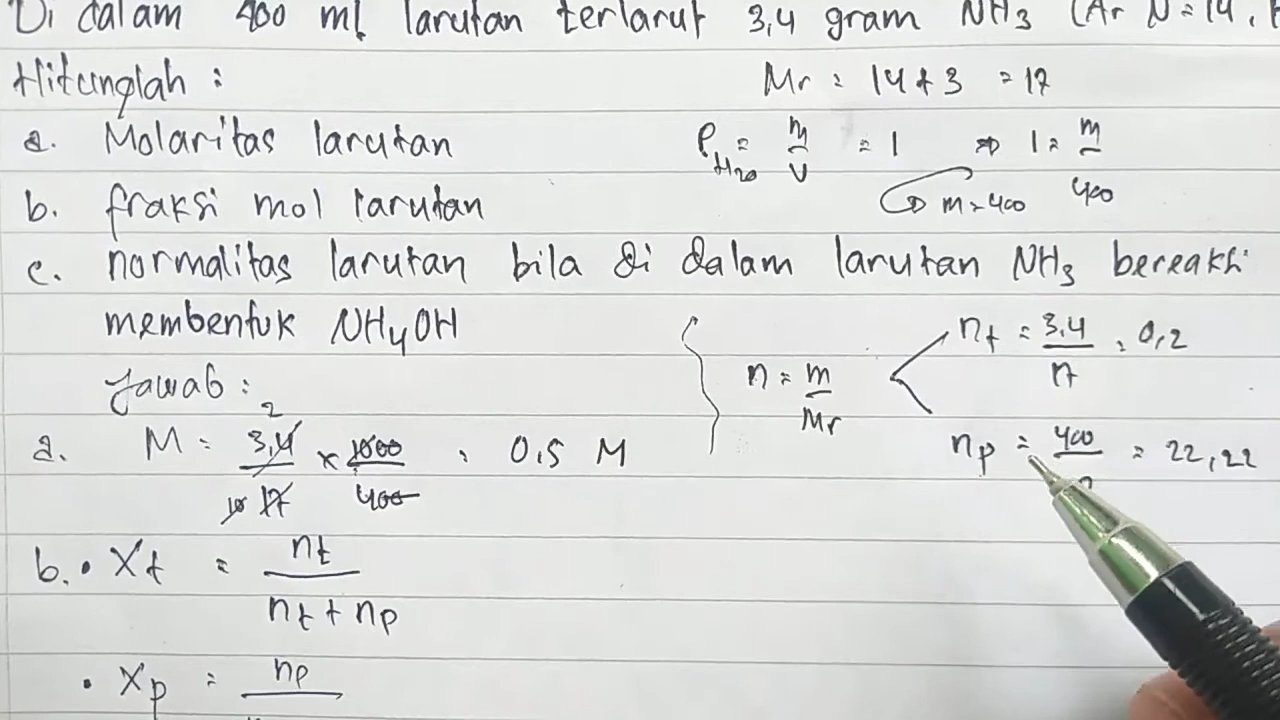 Di dalam 400 ml larutan terlarut 3,4 gram NH3 (Ar N = 14,
Hitunglah :
Mr = 14 + 3 = 17
a. Molaritas larutan
ρ H2O = m/V = 1 ⇒ 1 = m/400
m = 400
b. fraksi mol larutan
c. normalitas larutan bila di dalam larutan NH3 bereaksi
membentuk NH4OH
Jawab :
n = m/Mr
nt = 3,4/17 = 0,2
np = 400/ = 22,22
a. M = 3,4/17 × 1000/400 = 0,5 M
2
10
b. • Xt = nt/nt + np
• Xp = np